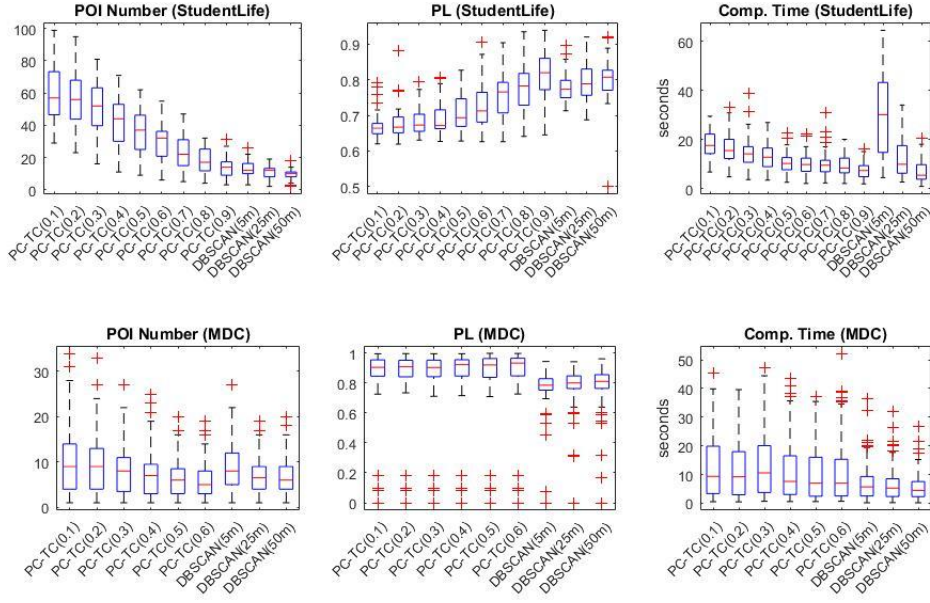 POI Number (StudentLife)
100
80
60
40
20
0
PC-TC(0.1)
PC-TC(0.2)
PC-TC(0.3)
PC-TC(0.4)
PC-TC(0.5)
PC-TC(0.6)
PC-TC(0.7)
PC-TC(0.8)
PC-TC(0.9)
DBSCAN(5m)
DBSCAN(25m)
DBSCAN(50m)
PL (StudentLife)
0.9
0.8
0.7
0.6
0.5
PC-TC(0.1)
PC-TC(0.2)
PC-TC(0.3)
PC-TC(0.4)
PC-TC(0.5)
PC-TC(0.6)
PC-TC(0.7)
PC-TC(0.8)
PC-TC(0.9)
DBSCAN(5m)
DBSCAN(25m)
DBSCAN(50m)
Comp. Time (StudentLife)
seconds
60
40
20
0
PC-TC(0.1)
PC-TC(0.2)
PC-TC(0.3)
PC-TC(0.4)
PC-TC(0.5)
PC-TC(0.6)
PC-TC(0.7)
PC-TC(0.8)
PC-TC(0.9)
DBSCAN(5m)
DBSCAN(25m)
DBSCAN(50m)
POI Number (MDC)
30
20
10
0
PC-TC(0.1)
PC-TC(0.2)
PC-TC(0.3)
PC-TC(0.4)
PC-TC(0.5)
PC-TC(0.6)
DBSCAN(5m)
DBSCAN(25m)
DBSCAN(50m)
PL (MDC)
1
0.8
0.6
0.4
0.2
0
PC-TC(0.1)
PC-TC(0.2)
PC-TC(0.3)
PC-TC(0.4)
PC-TC(0.5)
PC-TC(0.6)
DBSCAN(5m)
DBSCAN(25m)
DBSCAN(50m)
Comp. Time (MDC)
seconds
50
40
30
20
10
0
PC-TC(0.1)
PC-TC(0.2)
PC-TC(0.3)
PC-TC(0.4)
PC-TC(0.5)
PC-TC(0.6)
DBSCAN(5m)
DBSCAN(25m)
DBSCAN(50m)